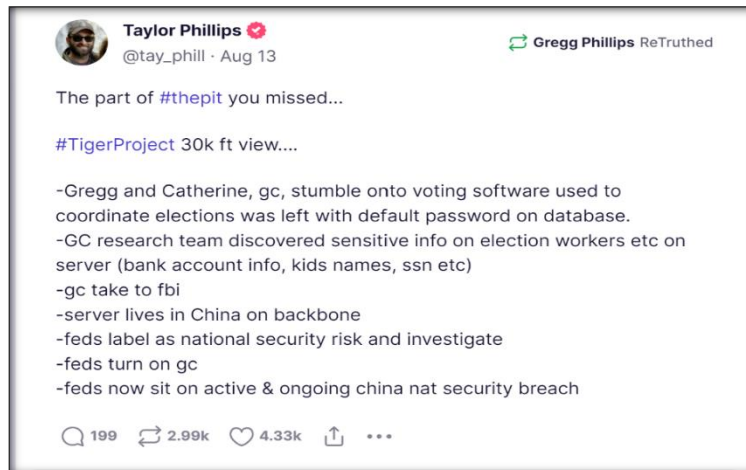 Taylor Phillips
@tay_phill · Aug 13
Gregg Phillips ReTruthed
The part of #thepit you missed...
#TigerProject 30k ft view....
-Gregg and Catherine, gc, stumble onto voting software used to
coordinate elections was left with default password on database.
-GC research team discovered sensitive info on election workers etc on
server (bank account info, kids names, ssn etc)
-gc take to fbi
-server lives in China on backbone
-feds label as national security risk and investigate
-feds turn on gc
-feds now sit on active & ongoing china nat security breach
199 2.99k 4.33k